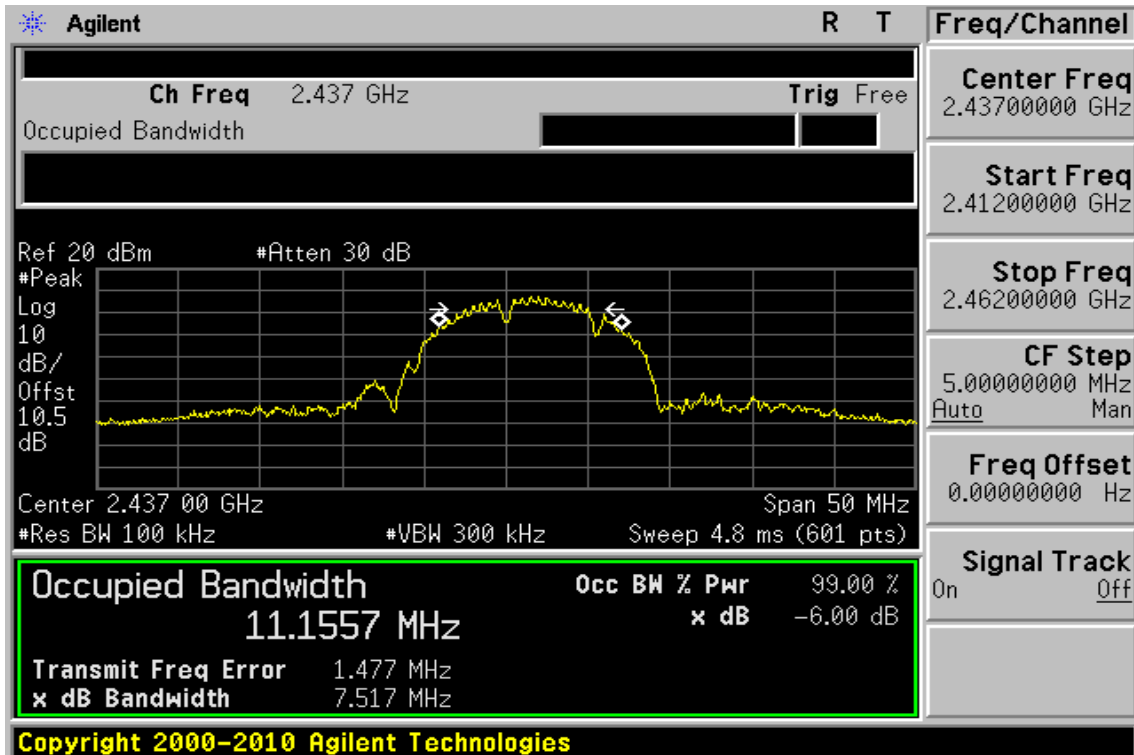 Agilent R T
Ch Freq 2.437 GHz Trig Free
Occupied Bandwidth
Ref 20 dBm #Atten 30 dB
#Peak
Log
10
dB/
Offst
10.5
dB
Center 2.437 00 GHz Span 50 MHz
#Res BW 100 kHz #VBW 300 kHz Sweep 4.8 ms (601 pts)
Occupied Bandwidth
11.1557 MHz
Occ BW % Pwr 99.00 %
x dB -6.00 dB
Transmit Freq Error 1.477 MHz
x dB Bandwidth 7.517 MHz
Copyright 2000-2010 Agilent Technologies
Freq/Channel
Center Freq
2.43700000 GHz
Start Freq
2.41200000 GHz
Stop Freq
2.46200000 GHz
CF Step
5.00000000 MHz
Auto Man
Freq Offset
0.00000000 Hz
Signal Track
On Off